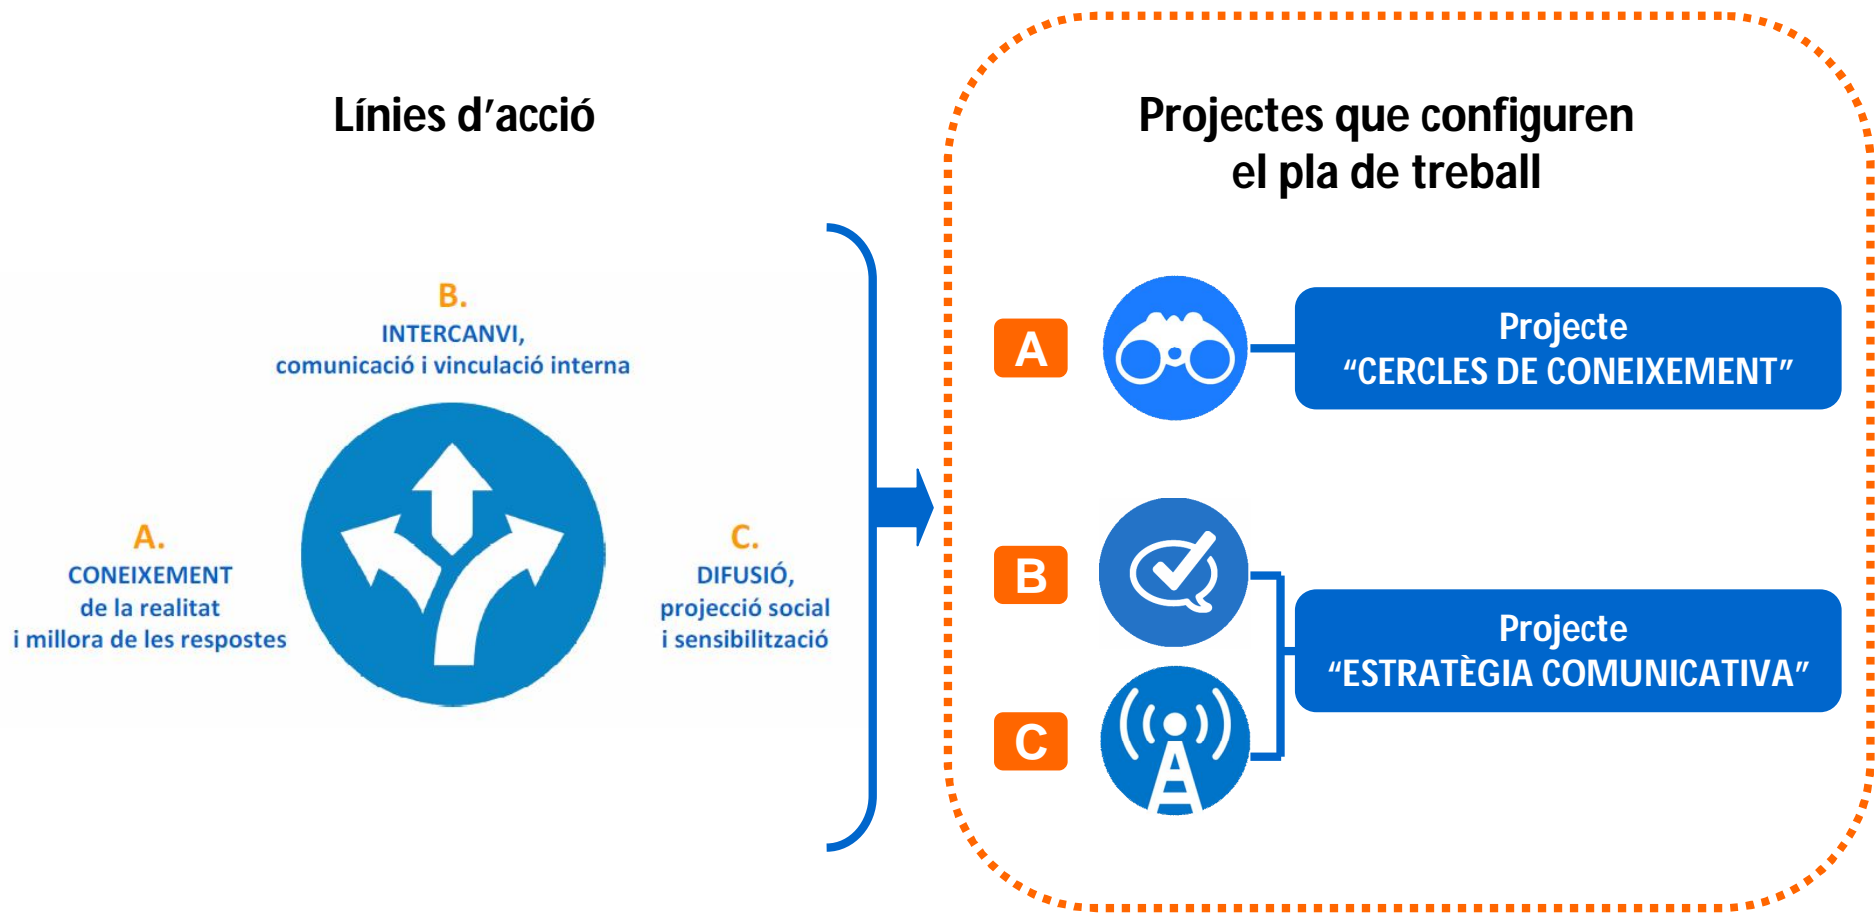 Línies d’acció
B.
INTERCANVI,
comunicació i vinculació interna
A.
CONEIXEMENT
de la realitat
i millora de les respostes
C.
DIFUSIÓ,
projecció social
i sensibilització
Projectes que configuren
el pla de treball
A
Projecte
“CERCLES DE CONEIXEMENT”
B
C
Projecte
“ESTRATÈGIA COMUNICATIVA”